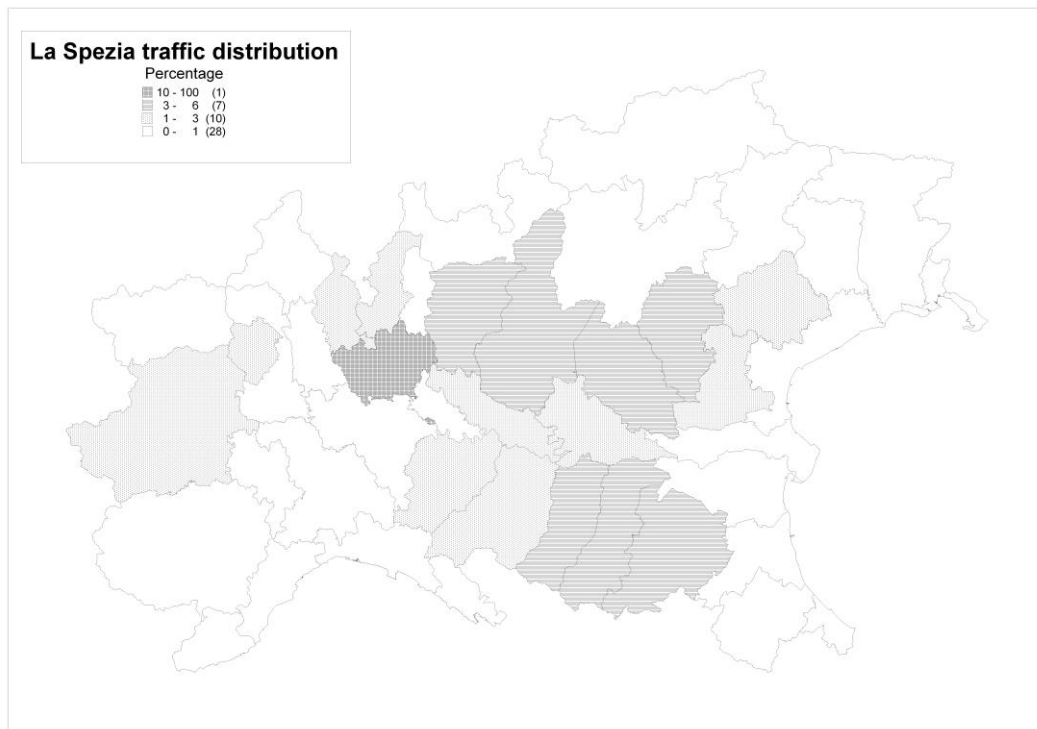 La Spezia traffic distribution
Percentage
10 - 100 (1)
3 - 6 (7)
1 - 3 (10)
0 - 1 (28)